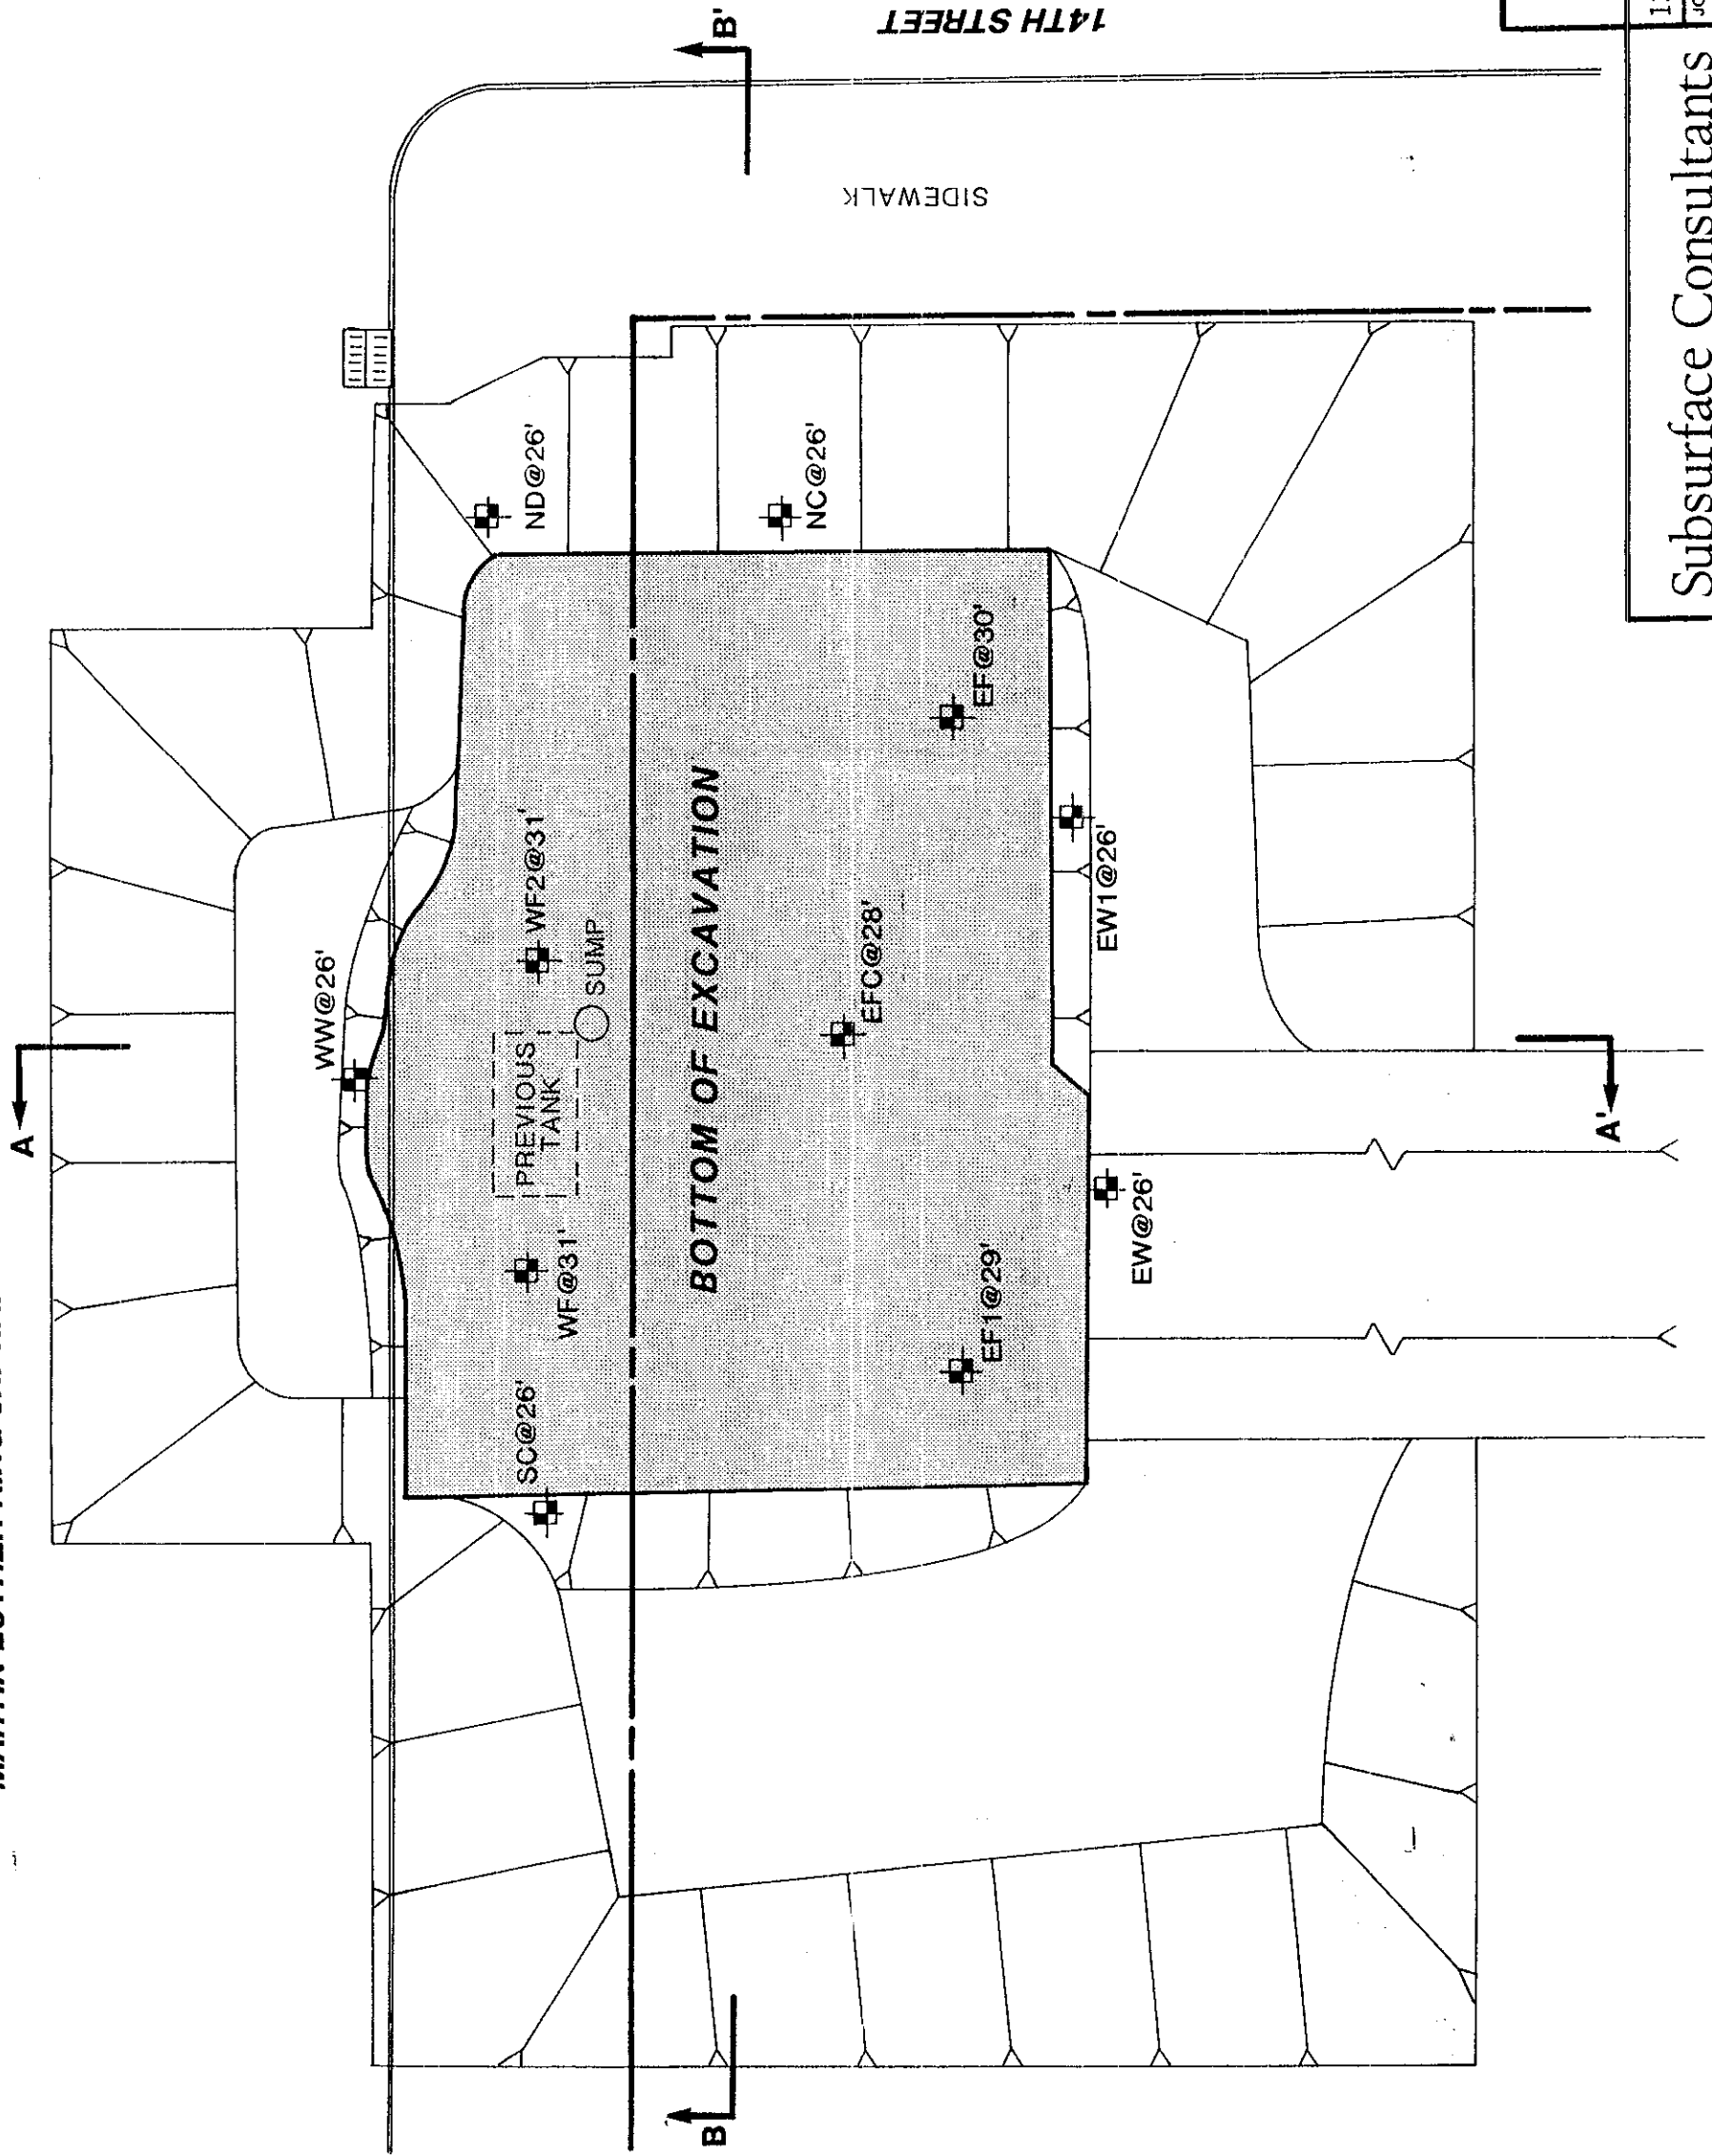 A
B'
14TH STREET
SIDEWALK
WW@26'
ND@26'
NC@26'
WF2@31'
SUMP
PREVIOUS
TANK
WF@31'
SC@26'
BOTTOM OF EXCAVATION
EFC@28'
EF@30'
EF1@29'
EW1@26'
EW@26'
A'
B
Subsurface Consultants